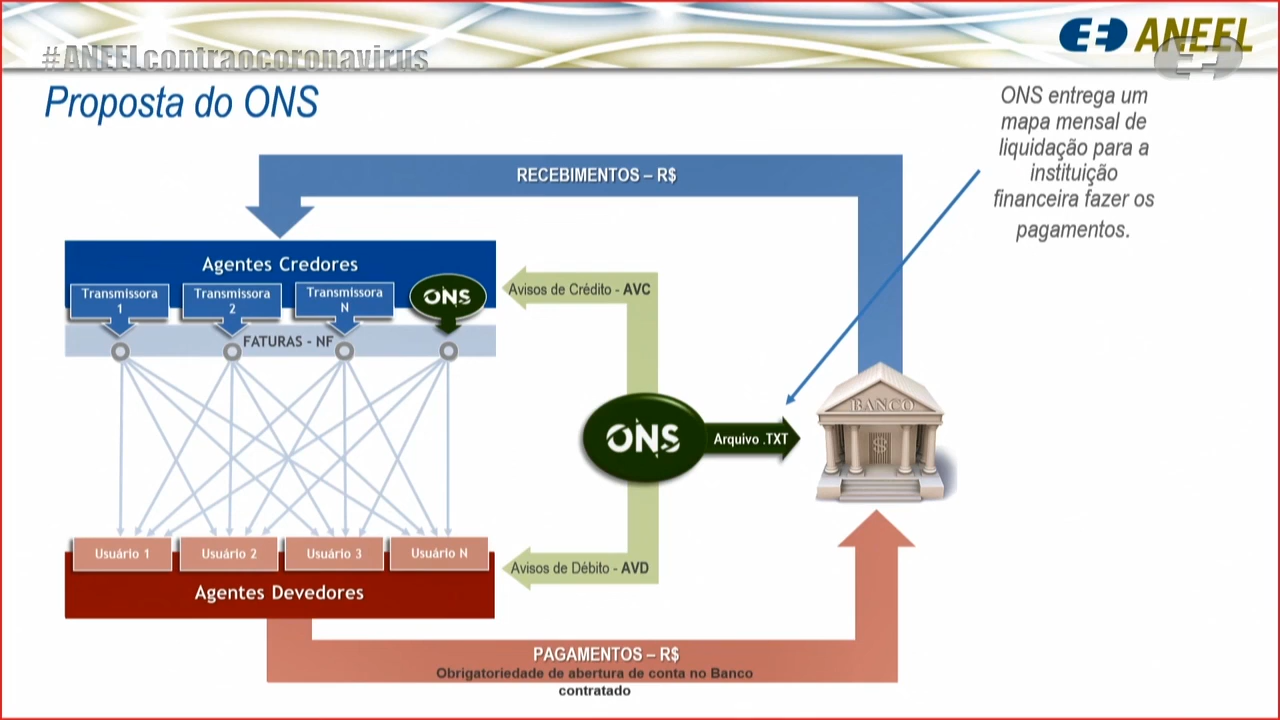 ANEEL
#ANEELcontraocoronavirus
Proposta do ONS
ONS entrega um
mapa mensal de
liquidação para a
instituição
financeira fazer os
pagamentos.
RECEBIMENTOS – R$
Agentes Credores
Transmissora
1
Transmissora
2
Transmissora
N
ONS
FATURAS - NF
Avisos de Crédito - AVC
BANCO
$
ONS
Arquivo .TXT
Usuário 1
Usuário 2
Usuário 3
Usuário N
Avisos de Débito - AVD
Agentes Devedores
PAGAMENTOS – R$
Obrigatoriedade de abertura de conta no Banco
contratado